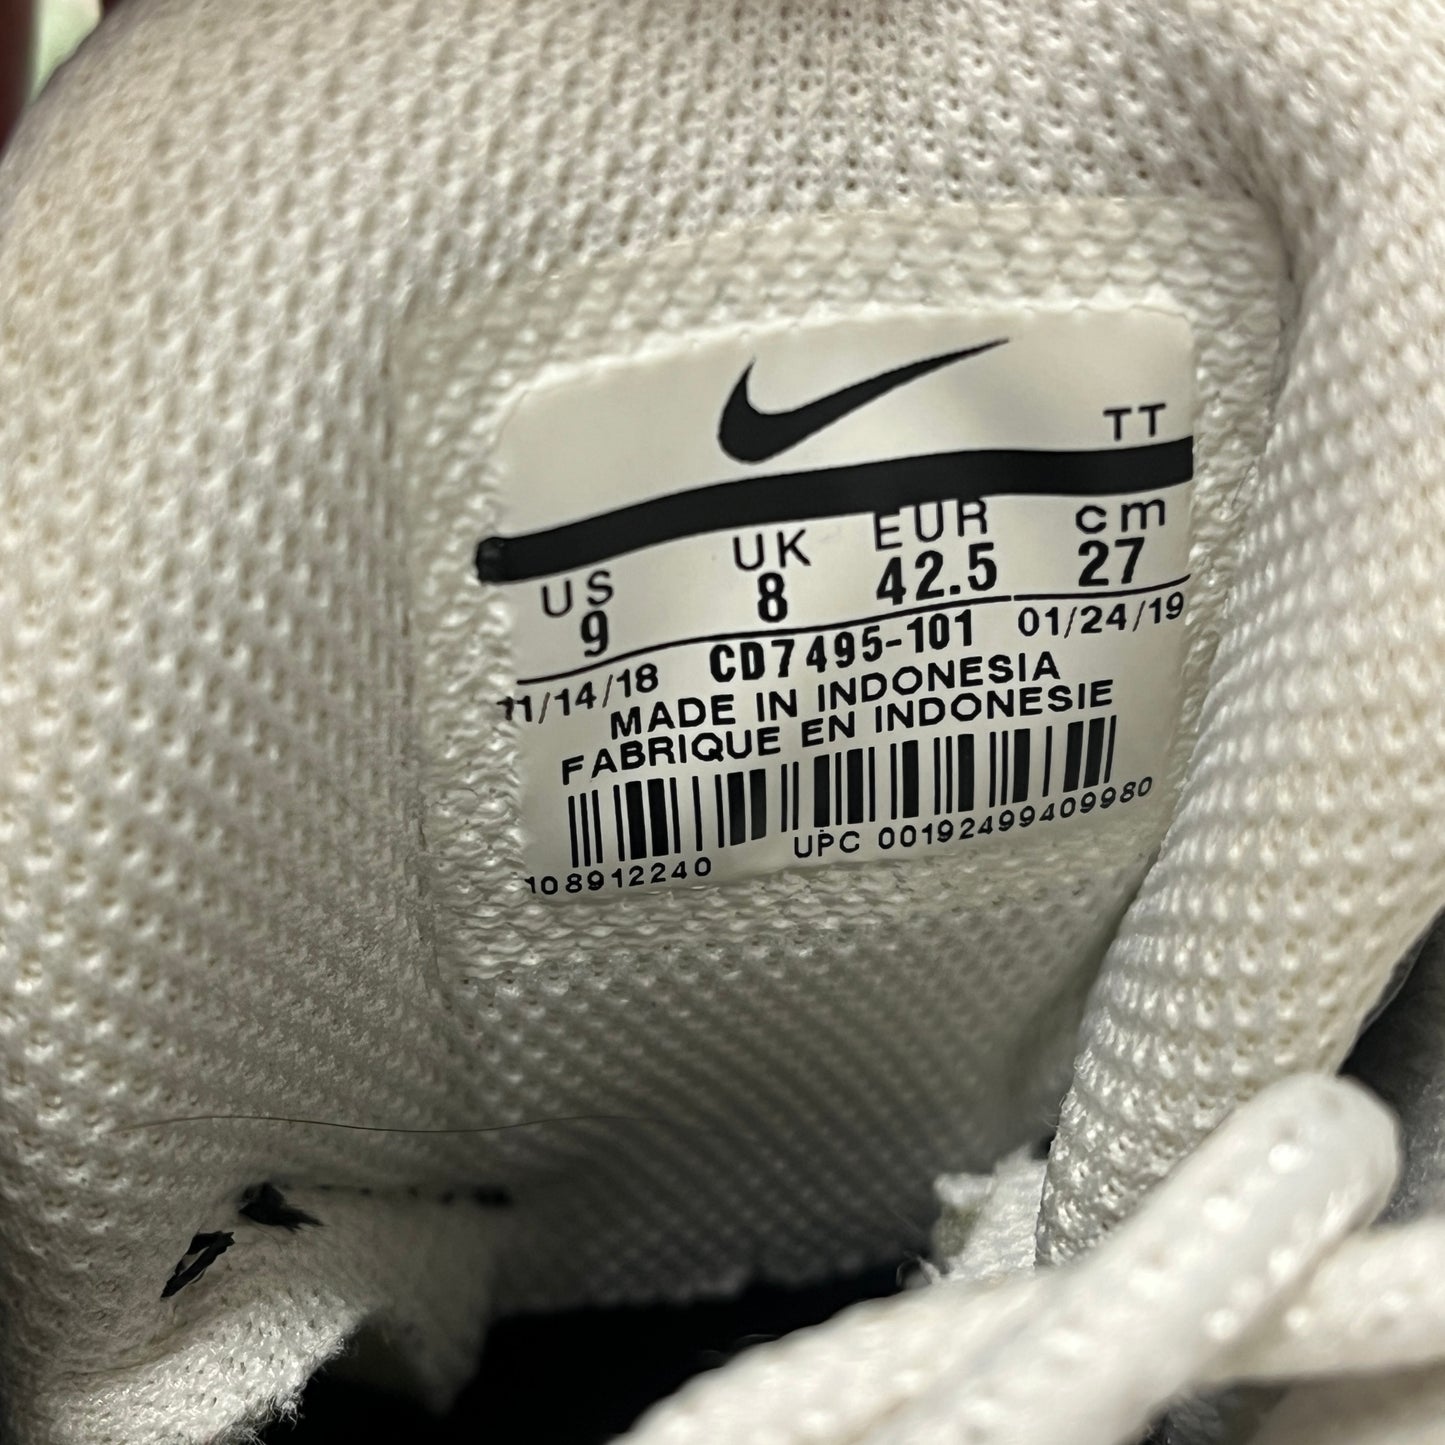 TT
US UK EUR cm
9 8 42.5 27
11/14/18 CD7495-101 01/24/19
MADE IN INDONESIA
FABRIQUE EN INDONESIE
108912240 UPC 00192499409980